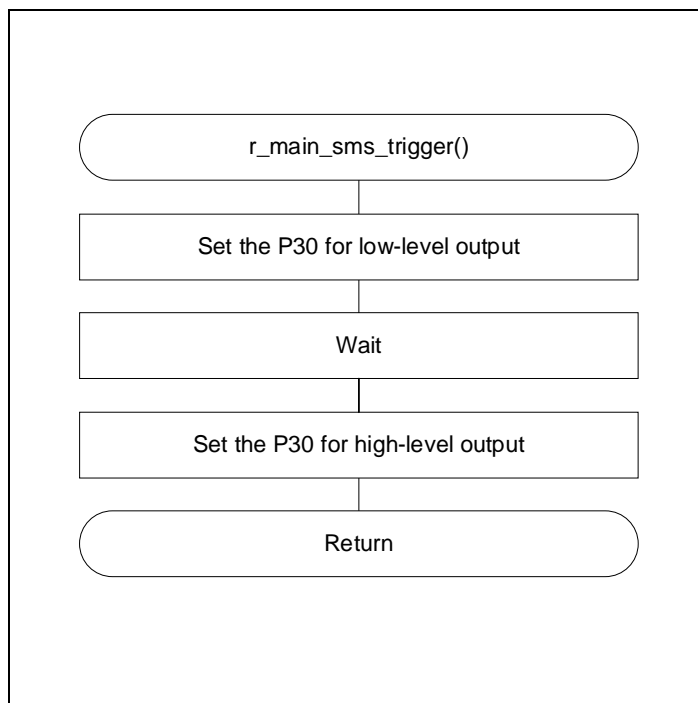 r_main_sms_trigger()
Set the P30 for low-level output
Wait
Set the P30 for high-level output
Return